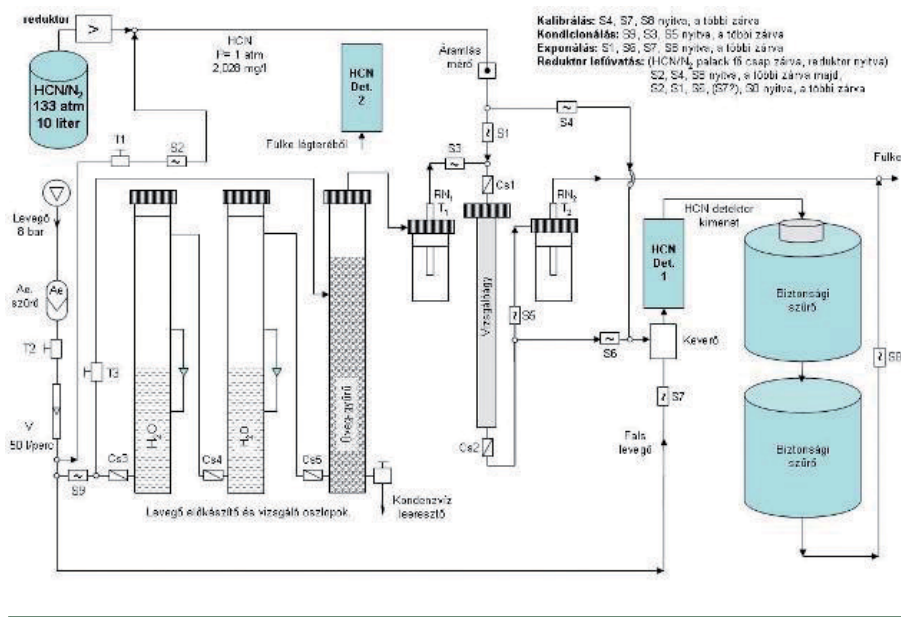 reduktor
>
HCN/N₂
133 atm
10 liter
HCN
P= 1 atm
2,028 mg/l
HCN
Det.
2
Fülke légteréből
Áramlás
mérő
Kalibrálás: S4, S7, S8 nyitva, a többi zárva
Kondicionálás: S9, S3, S5 nyitva, a többi zárva
Exponálás: S1, S6, S7, S8 nyitva, a többi zárva
Reduktor lefúvatás: (HCN/N₂ palack fő csap zárva, reduktor nyitva)
S2, S4, S8 nyitva, a többi zárva majd,
S2, S1, S6, (S7?), S8 nyitva, a többi zárva
T1
S2
S1
S4
S3
Cs1
RN₁
T₁
RN₂
T₂
Fülke
Levegő
8 bar
Ae.
szűrő
Ae
T2
T3
V
50 l/perc
S9
Cs3
H₂O
Cs4
H₂O
Cs5
Üveg-gyűrű
Kondenzvíz
leeresztő
Levegő előkészítő és vizsgáló oszlopok.
Vizsgálóágy
Cs2
S5
S6
HCN
Det.
1
HCN detektor
kimenet
Keverő
S7
Fals
levegő
Biztonsági
szűrő
Biztonsági
szűrő
S8